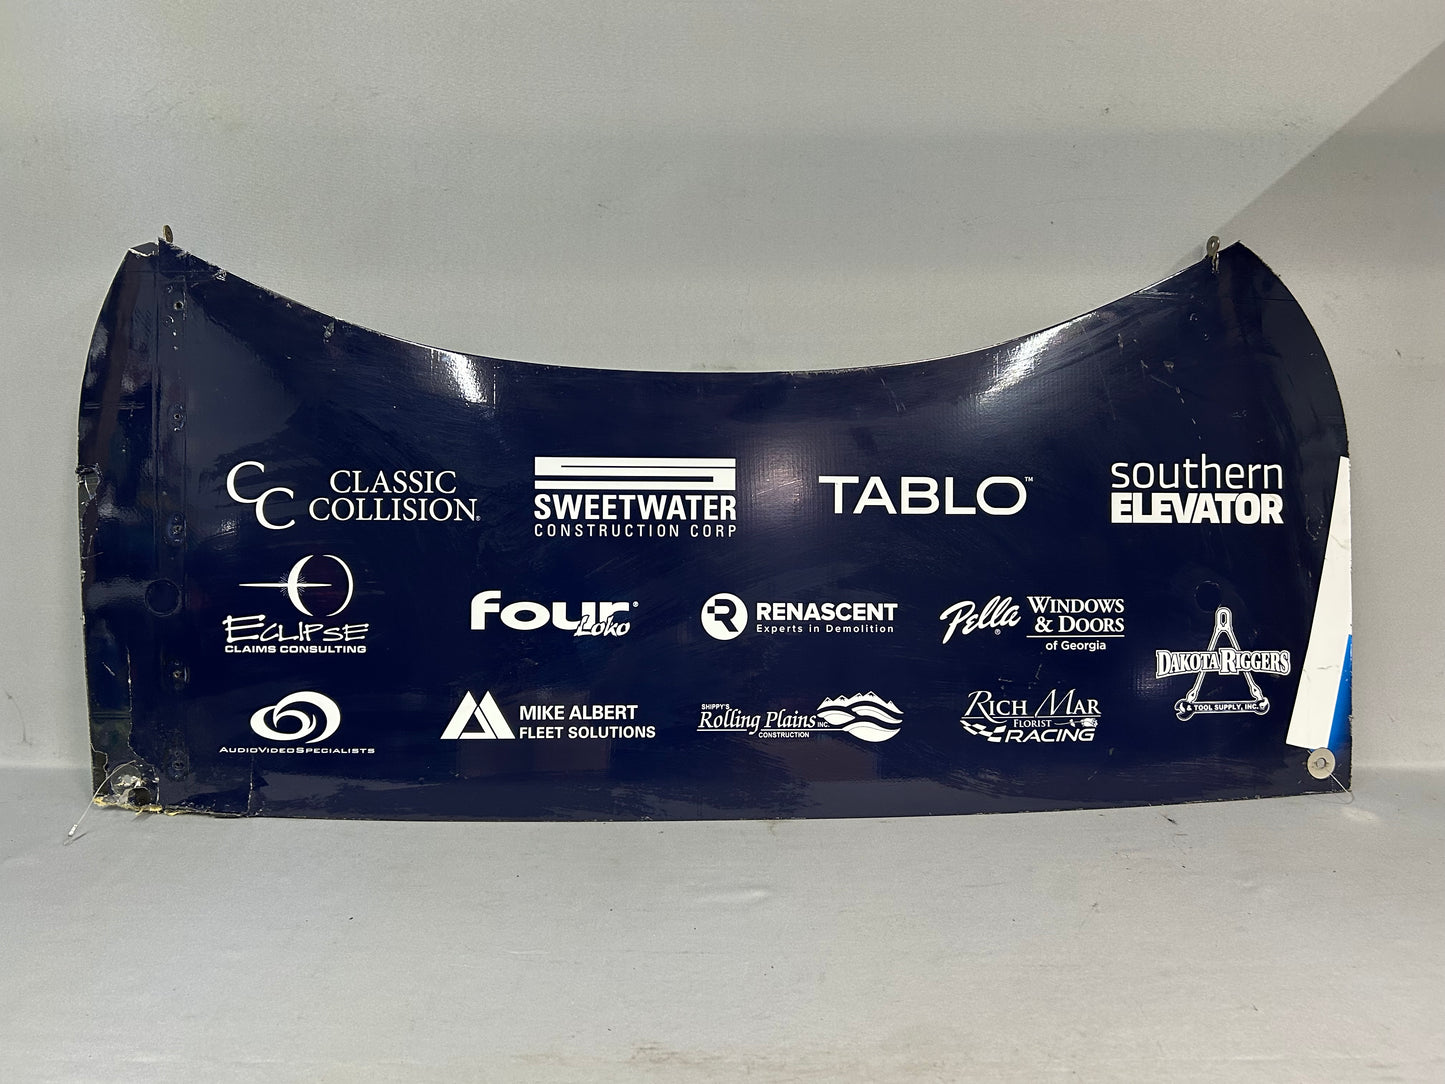 CC CLASSIC
COLLISION®
SWEETWATER
CONSTRUCTION CORP
TABLO™
southern
ELEVATOR
ECLIPSE
CLAIMS CONSULTING
four®
Loko
R RENASCENT
Experts in Demolition
Pella® WINDOWS
& DOORS
of Georgia
DAKOTA RIGGERS
& TOOL SUPPLY, INC.
AUDIOVIDEOSPECIALISTS
MIKE ALBERT
FLEET SOLUTIONS
SHIPPY'S
Rolling Plains INC.
CONSTRUCTION
RICH MAR
FLORIST
RACING